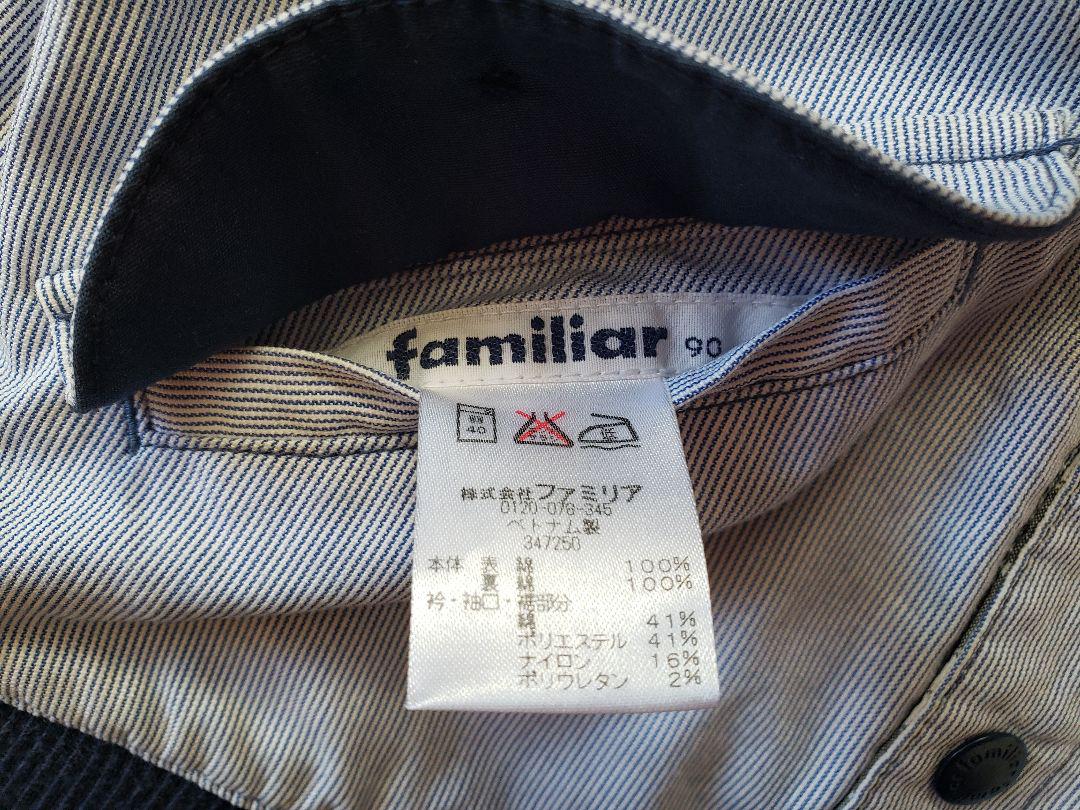 familiar 90
40
株式会社ファミリア
0120-078-345
ベトナム製
347250
本体 表 綿 100%
裏 綿 100%
衿・袖口・裾部分
綿 41%
ポリエステル 41%
ナイロン 16%
ポリウレタン 2%
familiar